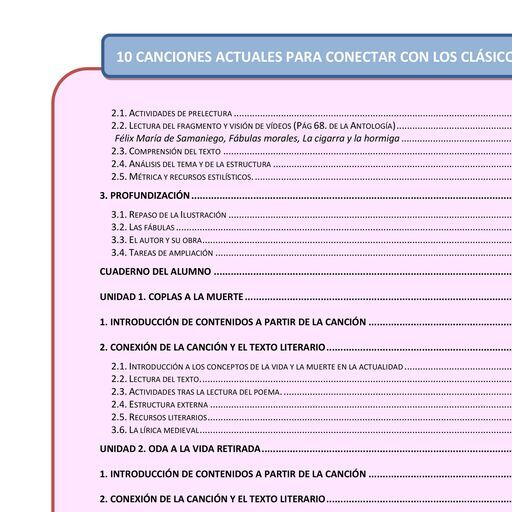 10 CANCIONES ACTUALES PARA CONECTAR CON LOS CLÁSICO
2.1. ACTIVIDADES DE PRELECTURA
2.2. LECTURA DEL FRAGMENTO Y VISIÓN DE VÍDEOS (PÁG 68. DE LA ANTOLOGÍA)
Félix María de Samaniego, Fábulas morales, La cigarra y la hormiga
2.3. COMPRENSIÓN DEL TEXTO
2.4. ANÁLISIS DEL TEMA Y DE LA ESTRUCTURA
2.5. MÉTRICA Y RECURSOS ESTILÍSTICOS.
3. PROFUNDIZACIÓN
3.1. REPASO DE LA ILUSTRACIÓN
3.2. LAS FÁBULAS
3.3. EL AUTOR Y SU OBRA
3.4. TAREAS DE AMPLIACIÓN
CUADERNO DEL ALUMNO
UNIDAD 1. COPLAS A LA MUERTE
1. INTRODUCCIÓN DE CONTENIDOS A PARTIR DE LA CANCIÓN
2. CONEXIÓN DE LA CANCIÓN Y EL TEXTO LITERARIO
2.1. INTRODUCCIÓN A LOS CONCEPTOS DE LA VIDA Y LA MUERTE EN LA ACTUALIDAD
2.2. LECTURA DEL TEXTO
2.3. ACTIVIDADES TRAS LA LECTURA DEL POEMA.
2.4. ESTRUCTURA EXTERNA
2.5. RECURSOS LITERARIOS
3.6. LA LÍRICA MEDIEVAL
UNIDAD 2. ODA A LA VIDA RETIRADA
1. INTRODUCCIÓN DE CONTENIDOS A PARTIR DE LA CANCIÓN
2. CONEXIÓN DE LA CANCIÓN Y EL TEXTO LITERARIO